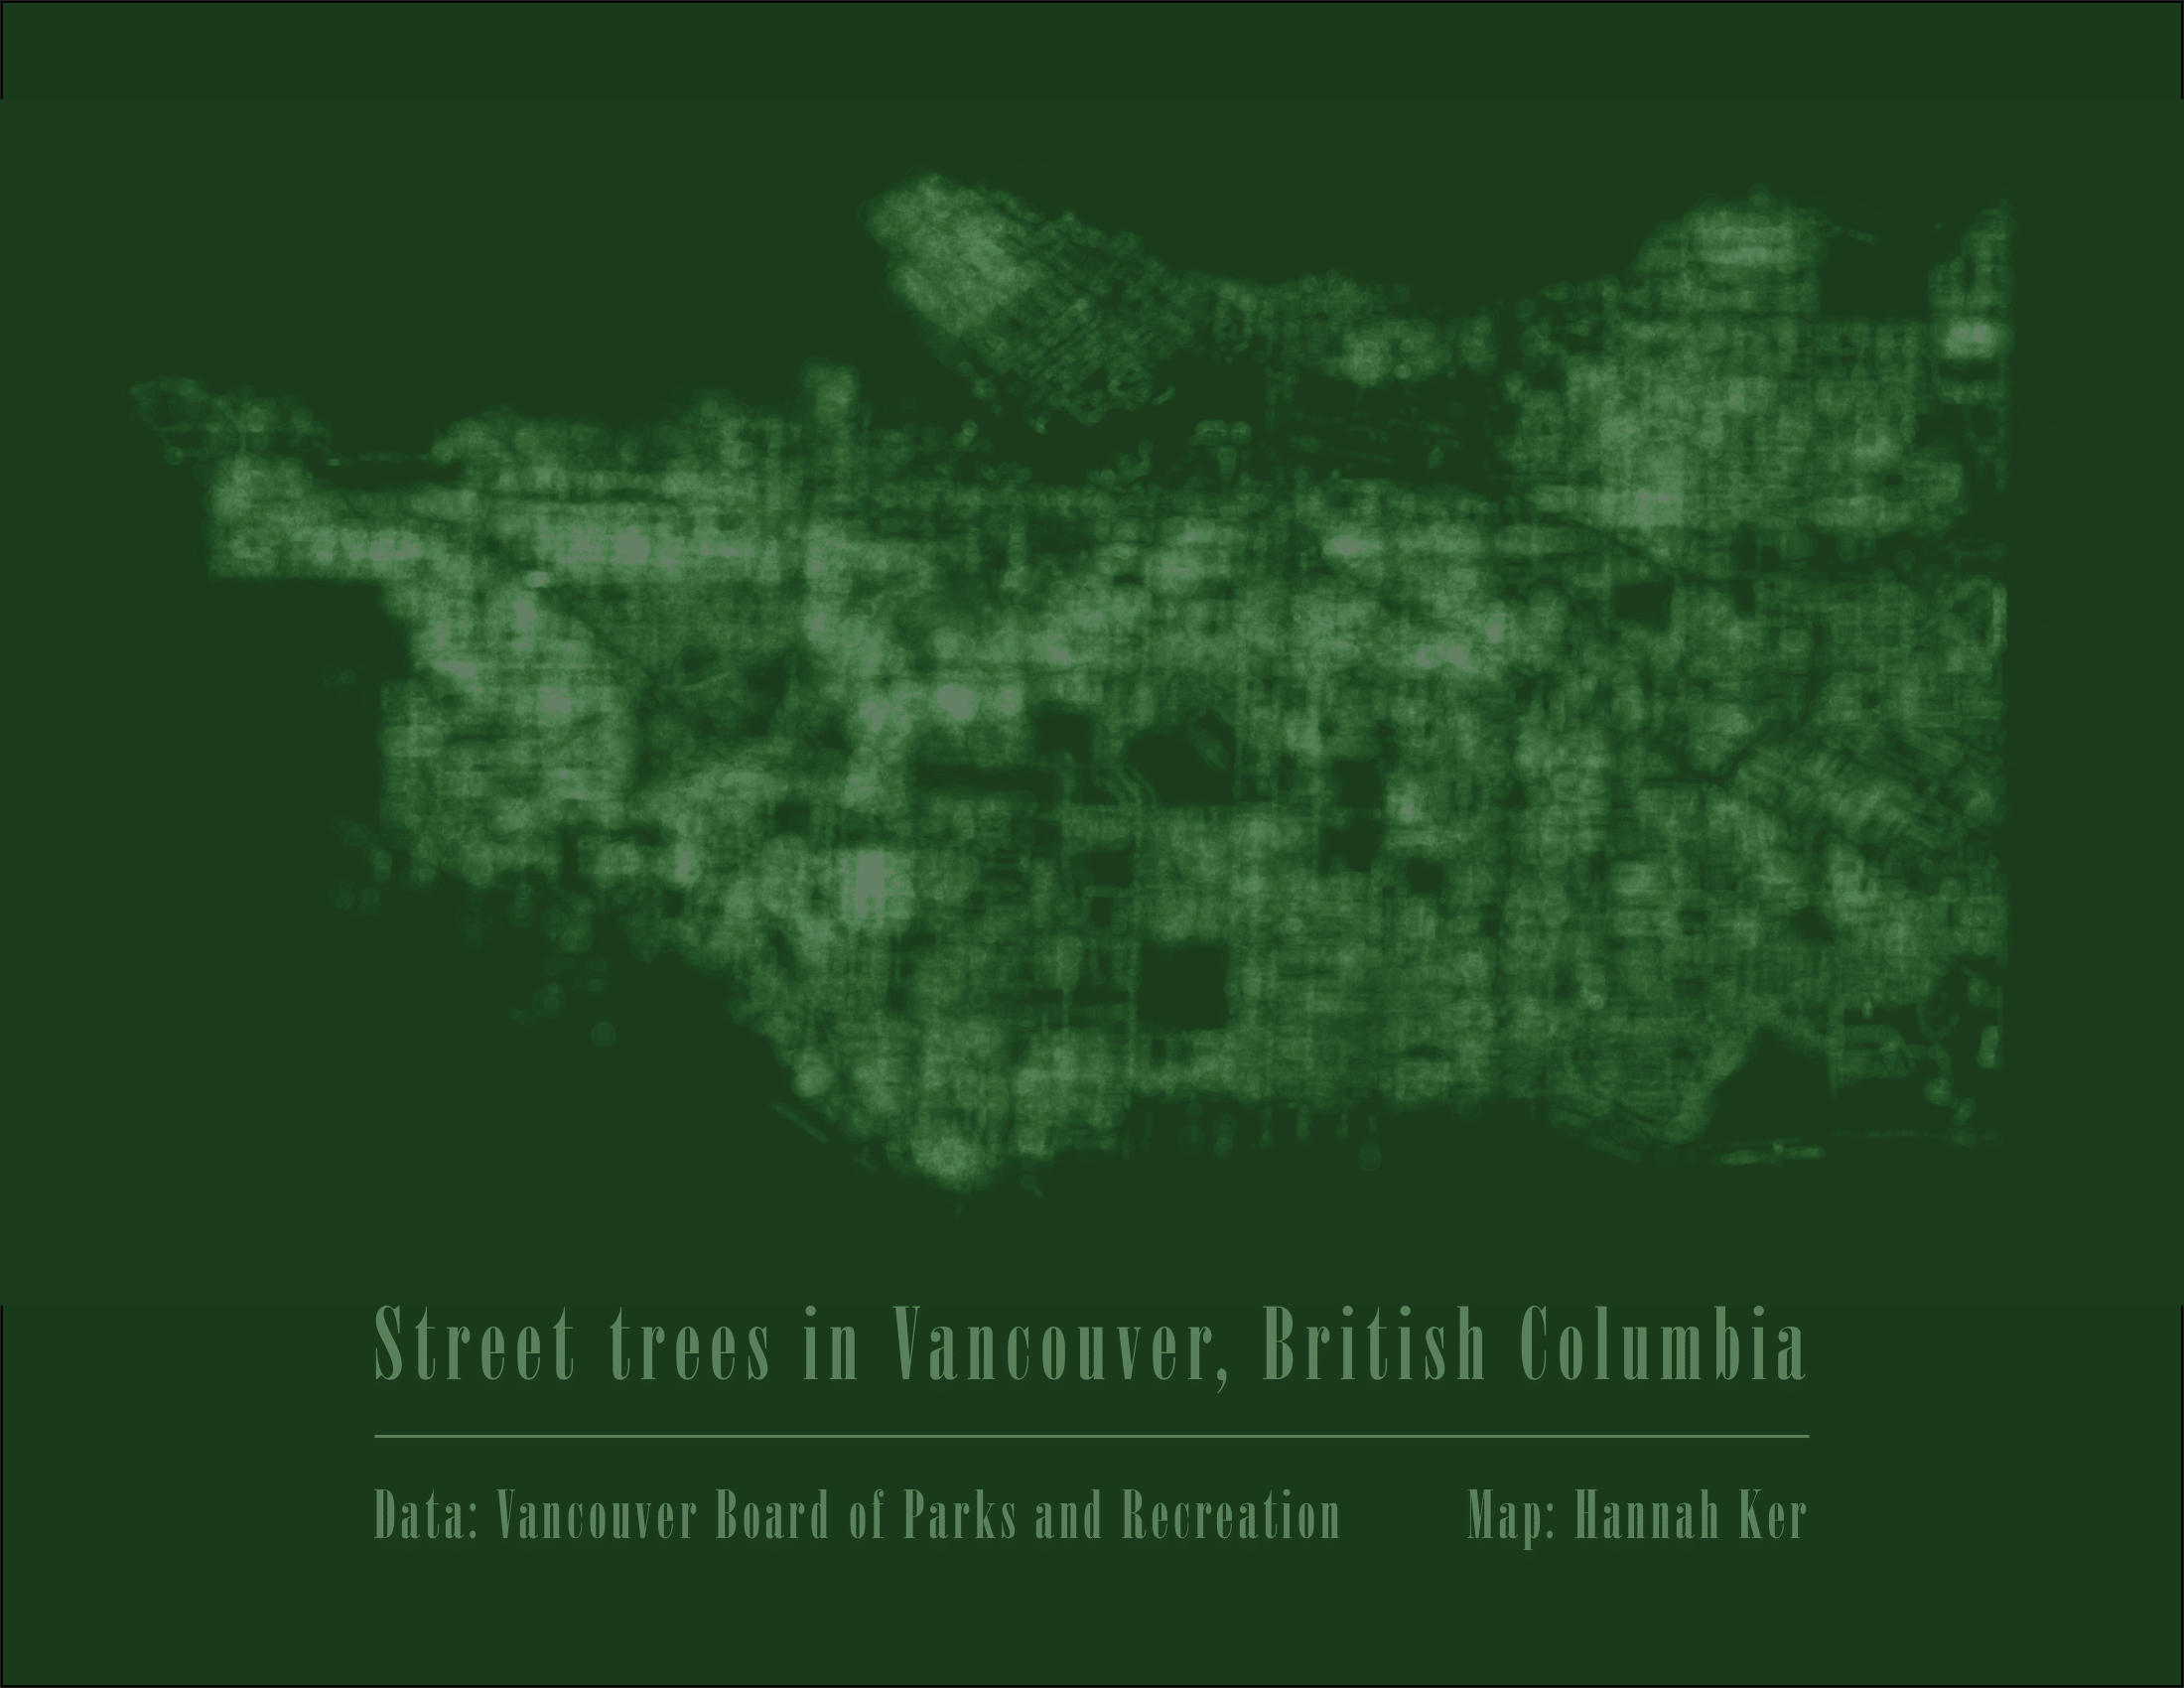 Street trees in Vancouver, British Columbia
Data: Vancouver Board of Parks and Recreation Map: Hannah Ker